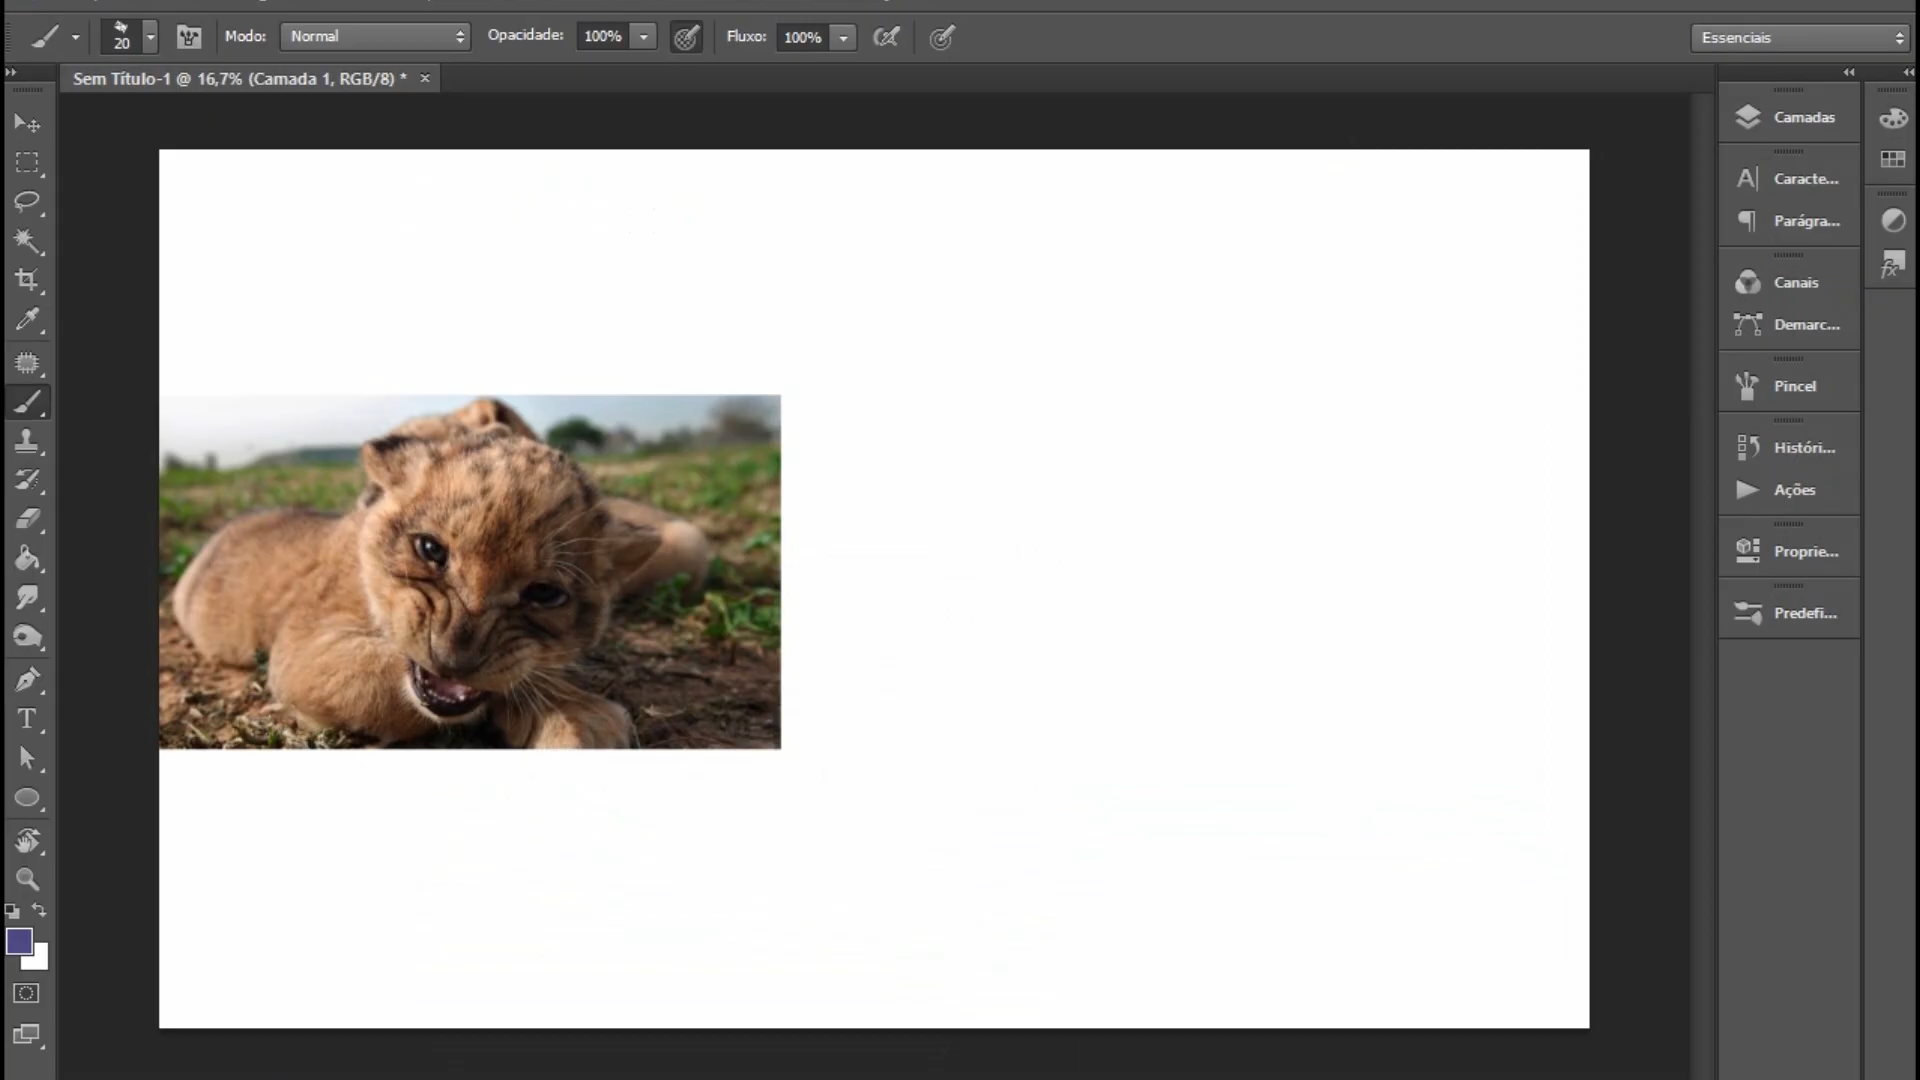 20
Modo: Normal Opacidade: 100% Fluxo: 100% Essenciais
Sem Título-1 @ 16,7% (Camada 1, RGB/8) *
Camadas
Caracte...
Parágra...
Canais
Demarc...
Pincel
Históri...
Ações
Proprie...
Predefi...